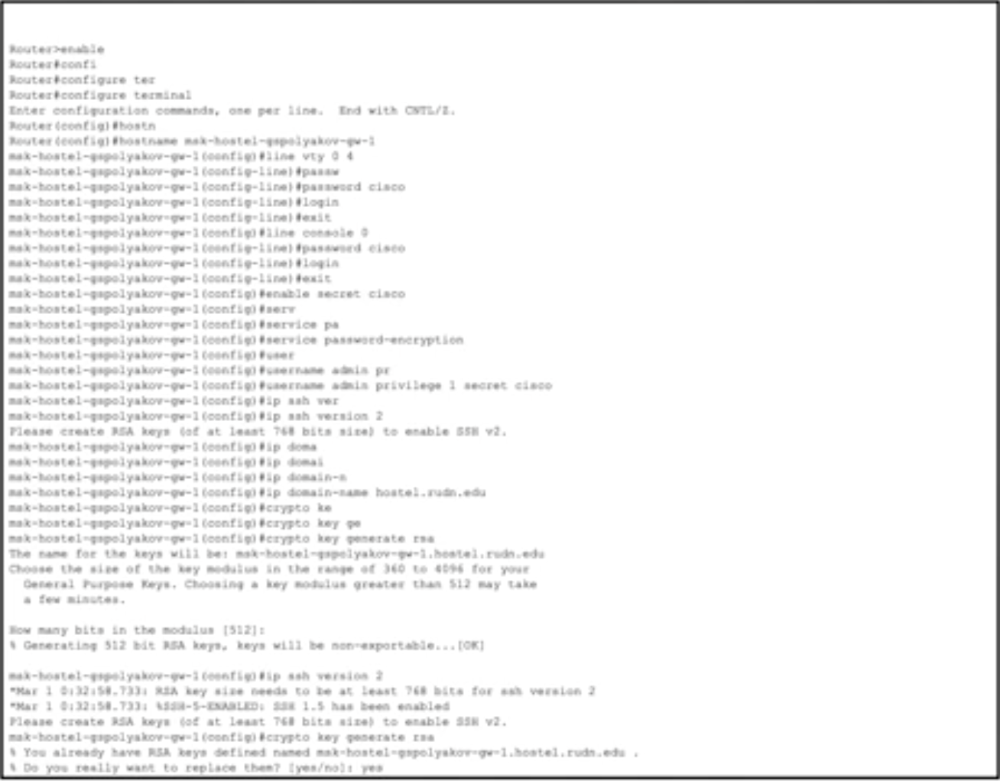 Router>enable
Router#confi
Router#configure ter
Router#configure terminal
Enter configuration commands, one per line.  End with CNTL/Z.
Router(config)#hostn
Router(config)#hostname msk-hostel-gspolyakov-gw-1
msk-hostel-gspolyakov-gw-1(config)#line vty 0 4
msk-hostel-gspolyakov-gw-1(config-line)#passw
msk-hostel-gspolyakov-gw-1(config-line)#password cisco
msk-hostel-gspolyakov-gw-1(config-line)#login
msk-hostel-gspolyakov-gw-1(config-line)#exit
msk-hostel-gspolyakov-gw-1(config)#line console 0
msk-hostel-gspolyakov-gw-1(config-line)#password cisco
msk-hostel-gspolyakov-gw-1(config-line)#login
msk-hostel-gspolyakov-gw-1(config-line)#exit
msk-hostel-gspolyakov-gw-1(config)#enable secret cisco
msk-hostel-gspolyakov-gw-1(config)#serv
msk-hostel-gspolyakov-gw-1(config)#service pa
msk-hostel-gspolyakov-gw-1(config)#service password-encryption
msk-hostel-gspolyakov-gw-1(config)#user
msk-hostel-gspolyakov-gw-1(config)#username admin pr
msk-hostel-gspolyakov-gw-1(config)#username admin privilege 1 secret cisco
msk-hostel-gspolyakov-gw-1(config)#ip ssh ver
msk-hostel-gspolyakov-gw-1(config)#ip ssh version 2
Please create RSA keys (of at least 768 bits size) to enable SSH v2.
msk-hostel-gspolyakov-gw-1(config)#ip doma
msk-hostel-gspolyakov-gw-1(config)#ip domai
msk-hostel-gspolyakov-gw-1(config)#ip domain-n
msk-hostel-gspolyakov-gw-1(config)#ip domain-name hostel.rudn.edu
msk-hostel-gspolyakov-gw-1(config)#crypto ke
msk-hostel-gspolyakov-gw-1(config)#crypto key ge
msk-hostel-gspolyakov-gw-1(config)#crypto key generate rsa
The name for the keys will be: msk-hostel-gspolyakov-gw-1.hostel.rudn.edu
Choose the size of the key modulus in the range of 360 to 4096 for your
  General Purpose Keys. Choosing a key modulus greater than 512 may take
  a few minutes.
How many bits in the modulus [512]:
% Generating 512 bit RSA keys, keys will be non-exportable...[OK]
msk-hostel-gspolyakov-gw-1(config)#ip ssh version 2
*Mar 1 0:32:58.733: RSA key size needs to be at least 768 bits for ssh version 2
*Mar 1 0:32:58.733: %SSH-5-ENABLED: SSH 1.5 has been enabled
Please create RSA keys (of at least 768 bits size) to enable SSH v2.
msk-hostel-gspolyakov-gw-1(config)#crypto key generate rsa
% You already have RSA keys defined named msk-hostel-gspolyakov-gw-1.hostel.rudn.edu .
% Do you really want to replace them? [yes/no]: yes